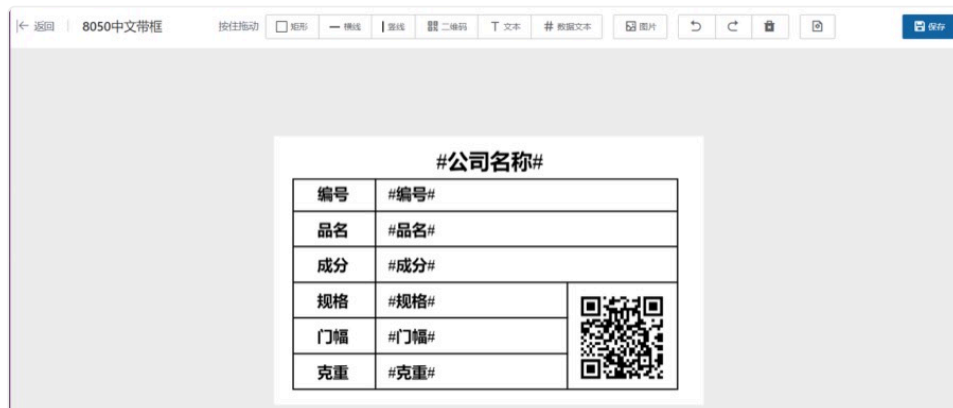 返回 8050中文带框 按住拖动 矩形 横线 竖线 二维码 T 文本 # 数据文本 图片 保存
#公司名称#
编号 #编号#
品名 #品名#
成分 #成分#
规格 #规格#
门幅 #门幅#
克重 #克重#